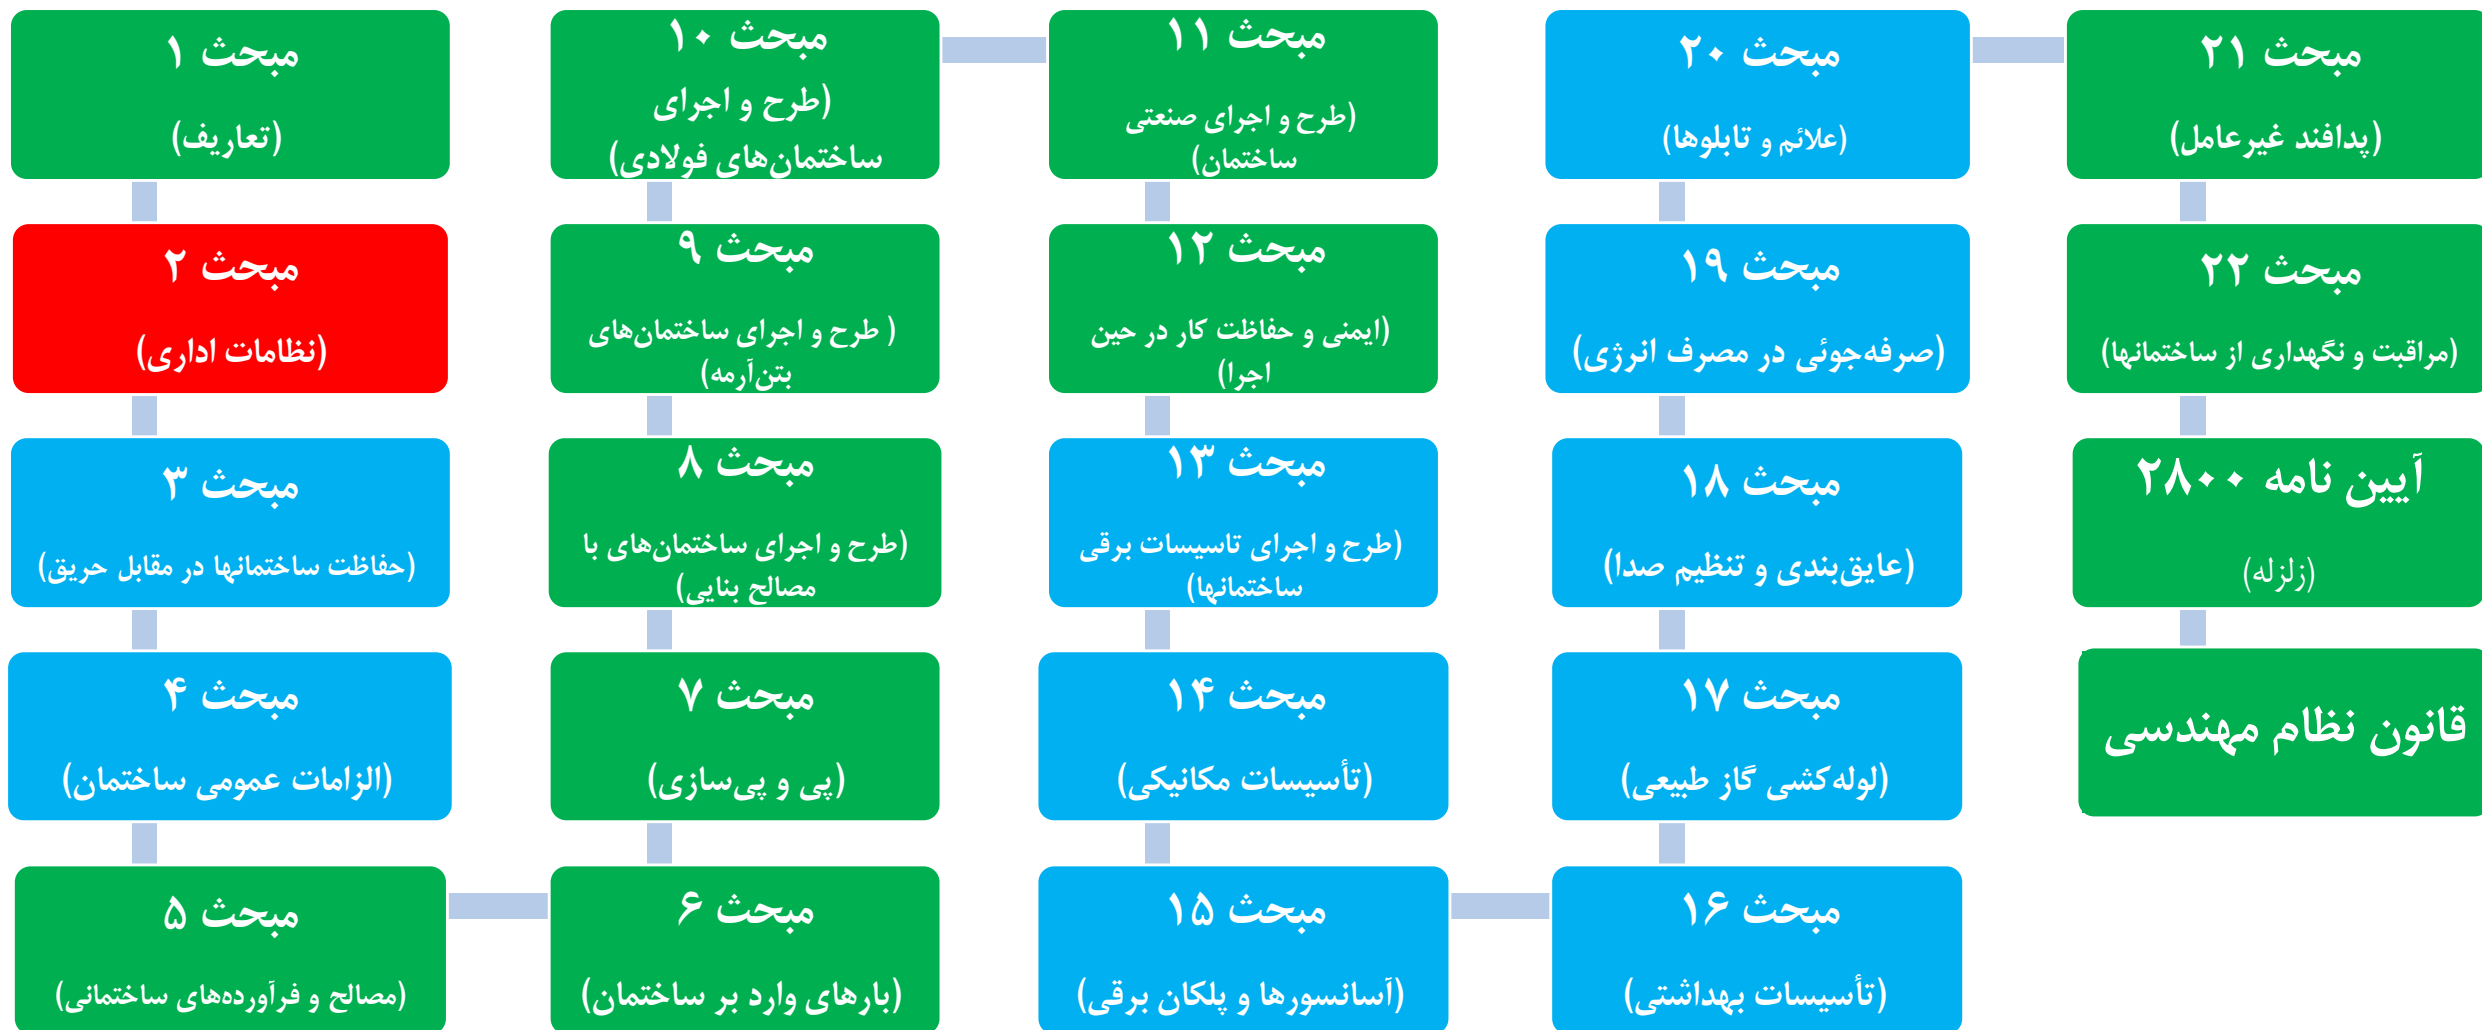 مبحث ۱
(تعاریف)
مبحث ۲
(نظامات اداری)
مبحث ۳
(حفاظت ساختمانها در مقابل حریق)
مبحث ۴
(الزامات عمومی ساختمان)
مبحث ۵
(مصالح و فرآورده‌های ساختمانی)
مبحث ۶
(بارهای وارد بر ساختمان)
مبحث ۷
(پی و پی‌سازی)
مبحث ۸
(طرح و اجرای ساختمان‌های با
مصالح بنایی)
مبحث ۹
( طرح و اجرای ساختمان‌های
بتن‌آرمه)
مبحث ۱۰
(طرح و اجرای
ساختمان‌های فولادی)
مبحث ۱۱
(طرح و اجرای صنعتی
ساختمان)
مبحث ۱۲
(ایمنی و حفاظت کار در حین
اجرا)
مبحث ۱۳
(طرح و اجرای تاسیسات برقی
ساختمانها)
مبحث ۱۴
(تأسیسات مکانیکی)
مبحث ۱۵
(آسانسورها و پلکان برقی)
مبحث ۱۶
(تأسیسات بهداشتی)
مبحث ۱۷
(لوله‌کشی گاز طبیعی)
مبحث ۱۸
(عایق‌بندی و تنظیم صدا)
مبحث ۱۹
(صرفه‌جوئی در مصرف انرژی)
مبحث ۲۰
(علائم و تابلوها)
مبحث ۲۱
(پدافند غیرعامل)
مبحث ۲۲
(مراقبت و نگهداری از ساختمانها)
آیین نامه ۲۸۰۰
(زلزله)
قانون نظام مهندسی